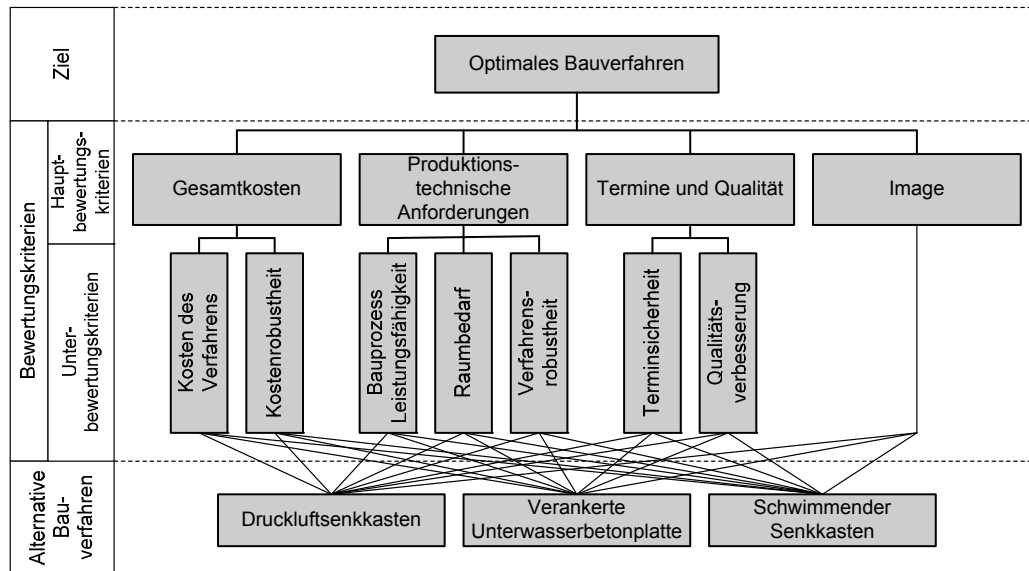 Ziel
Optimales Bauverfahren
Bewertungskriterien
Haupt-
bewertungs-
kriterien
Gesamtkosten
Produktions-
technische
Anforderungen
Termine und Qualität
Image
Unter-
bewertungskriterien
Kosten des
Verfahrens
Kostenrobustheit
Bauprozess
Leistungsfähigkeit
Raumbedarf
Verfahrens-
robustheit
Terminsicherheit
Qualitäts-
verbesserung
Alternative
Bau-
verfahren
Druckluftsenkkasten
Verankerte
Unterwasserbetonplatte
Schwimmender
Senkkasten